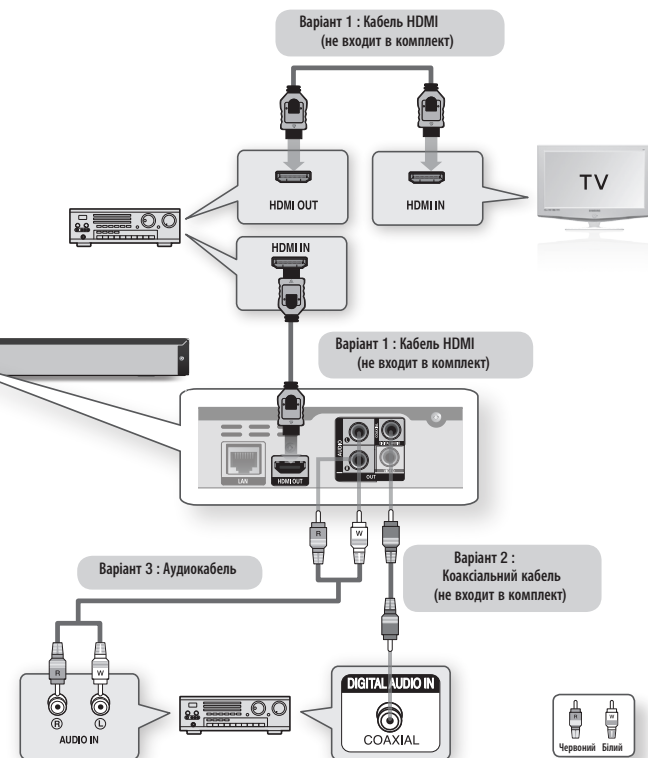 Варіант 1 : Кабель HDMI
(не входит в комплект)
HDMI OUT
HDMI IN
TV
HDMI IN
Варіант 1 : Кабель HDMI
(не входит в комплект)
LAN
HDMI OUT
AUDIO
OUT
R
W
Варіант 3 : Аудиокабель
Варіант 2 :
Коаксіальний кабель
(не входит в комплект)
R
W
R
L
AUDIO IN
DIGITAL AUDIO IN
COAXIAL
R
W
Червоний
Білий